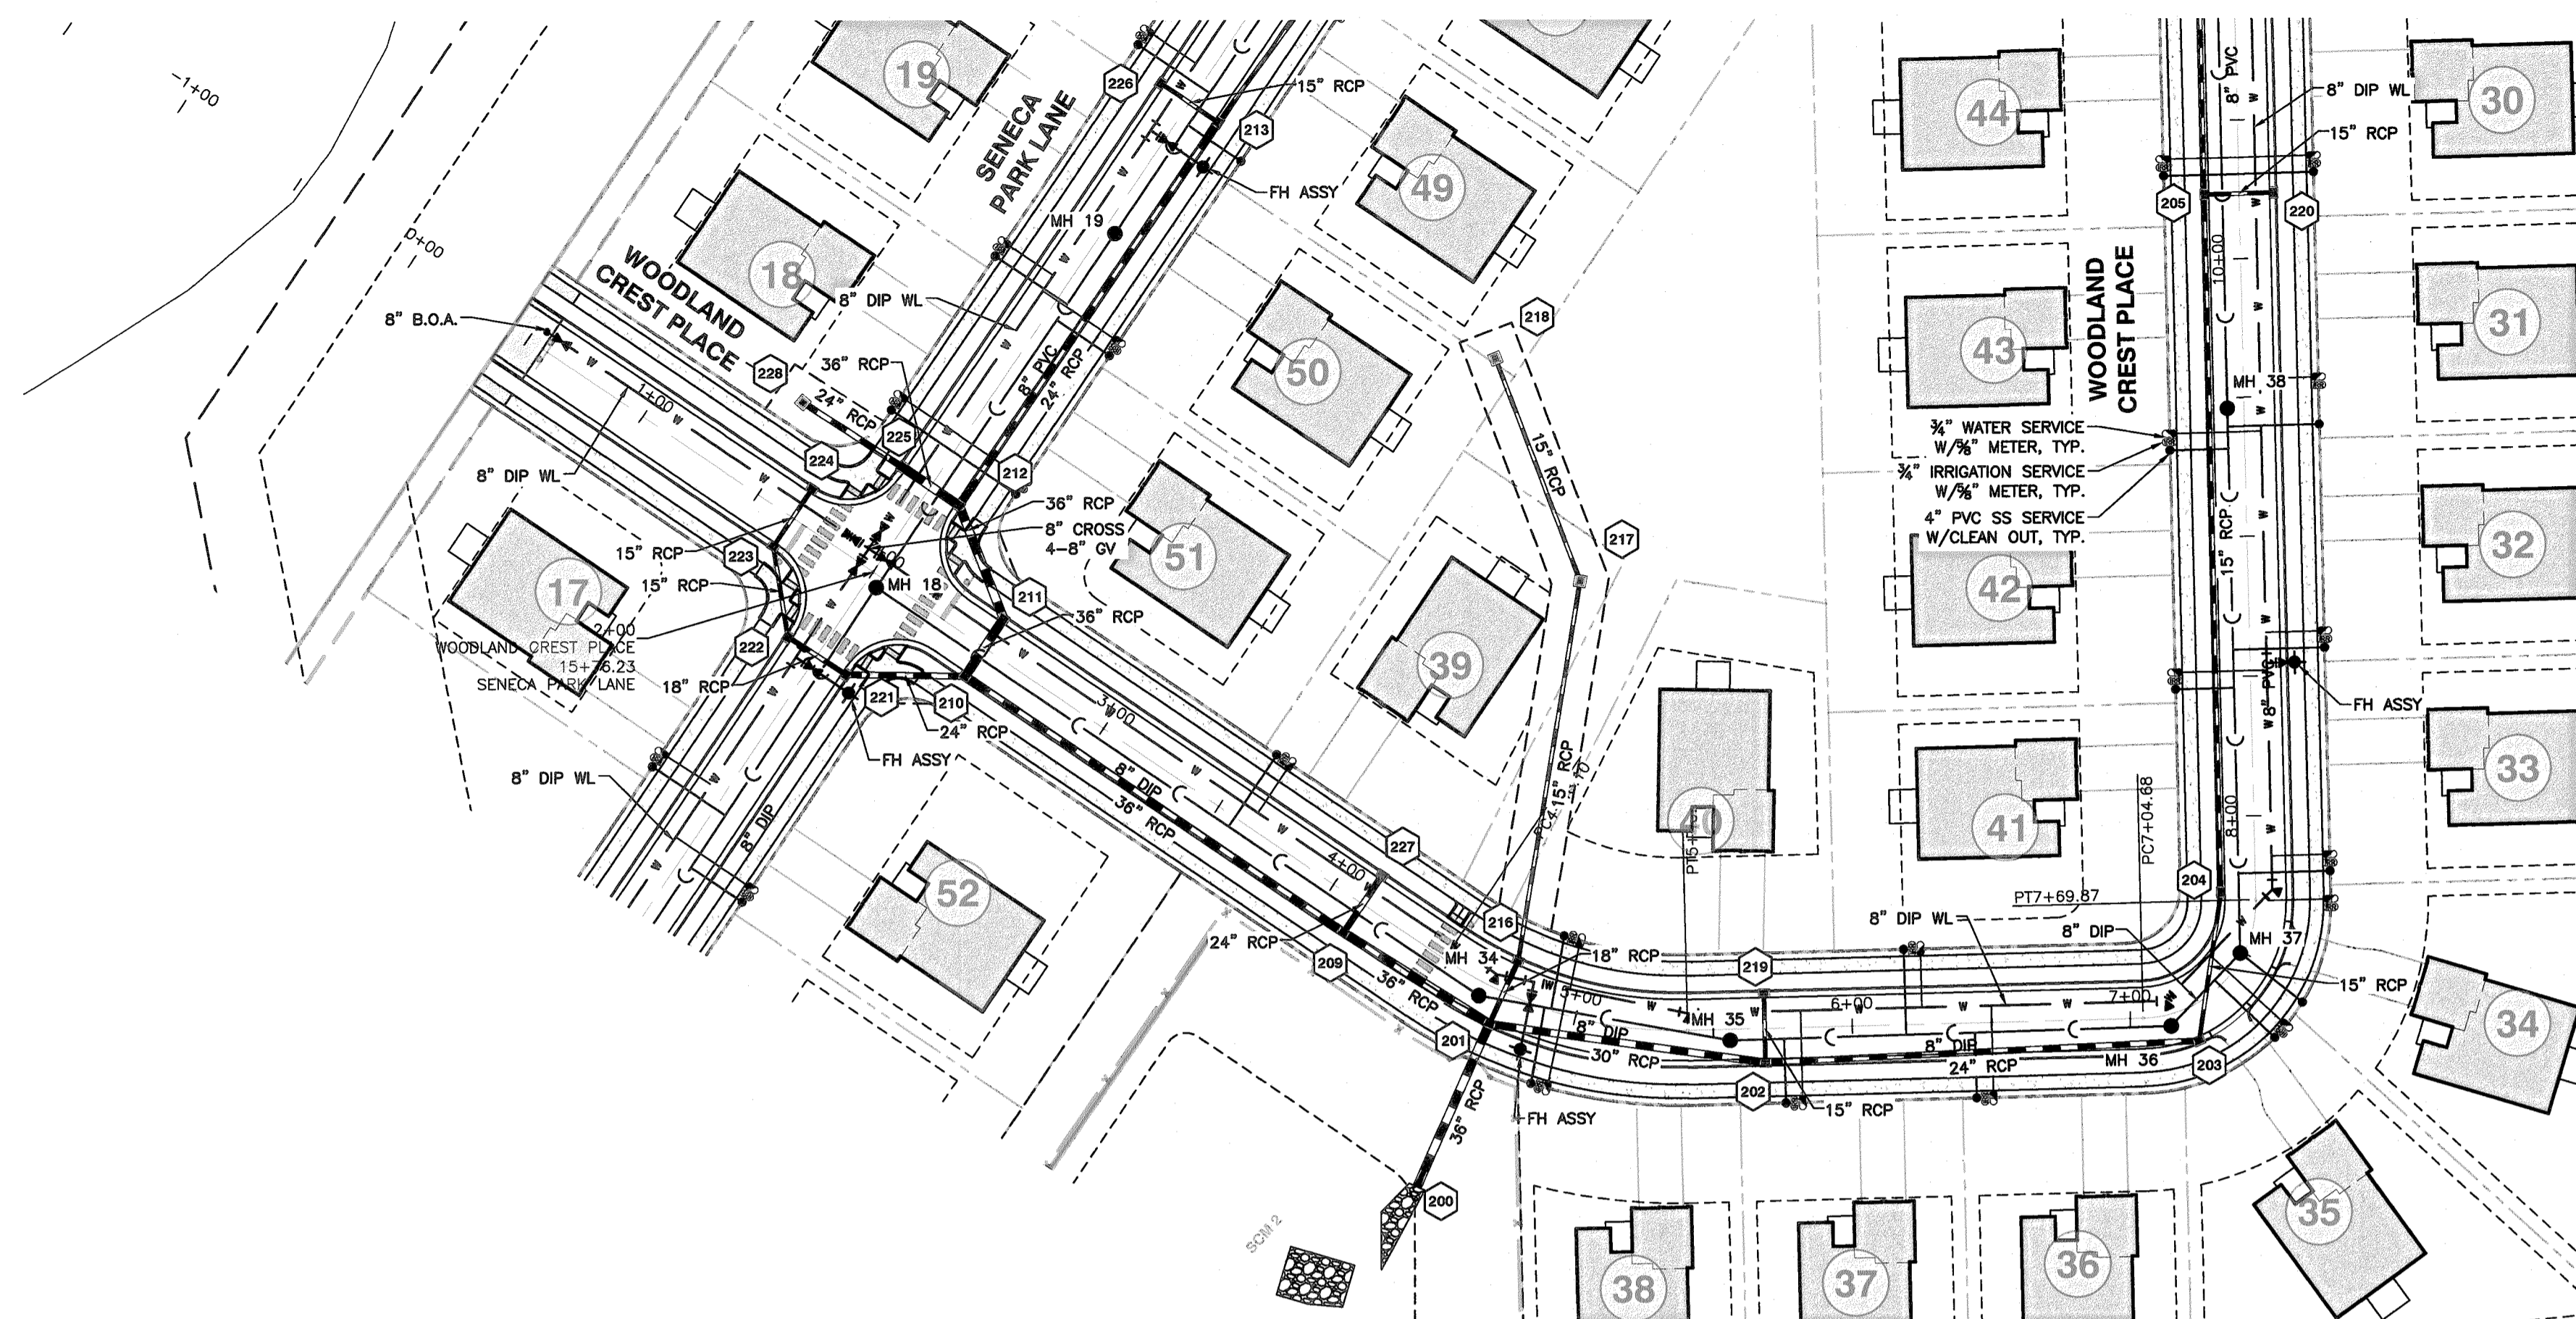 -1+00
0+00
19
226
SENECA
PARK LANE
15" RCP
213
FH ASSY
MH 19
49
44
8" PVC
8" DIP WL
15" RCP
30
205
220
10+00
WOODLAND
CREST PLACE
18
8" DIP WL
8" B.O.A.
228
36" RCP
24" RCP
225
224
8" PVC
24" RCP
50
218
15" RCP
217
43
WOODLAND
CREST PLACE
31
MH 38
3/4" WATER SERVICE
W/5/8" METER, TYP.
3/4" IRRIGATION SERVICE
W/5/8" METER, TYP.
4" PVC SS SERVICE
W/CLEAN OUT, TYP.
1+00
8" DIP WL
212
36" RCP
8" CROSS
4-8" GV
51
15" RCP
223
15" RCP
MH 18
211
36" RCP
17
2+00
WOODLAND CREST PLACE
15+76.23
SENECA PARK LANE
222
18" RCP
221
210
24" RCP
FH ASSY
8" DIP WL
8" DIP
3+00
8" DIP
36" RCP
39
15" RCP
40
42
15" RCP
32
8" PVC
FH ASSY
41
33
8+00
PC7+04.68
204
PT7+69.87
52
4+00
227
216
24" RCP
209
MH 34
36" RCP
18" RCP
5+00
219
8" DIP WL
8" DIP
MH 37
15" RCP
6+00
7+00
MH 35
8" DIP
30" RCP
201
8" DIP
24" RCP
MH 36
203
202
15" RCP
FH ASSY
36" RCP
200
SCM 2
34
35
36
37
38